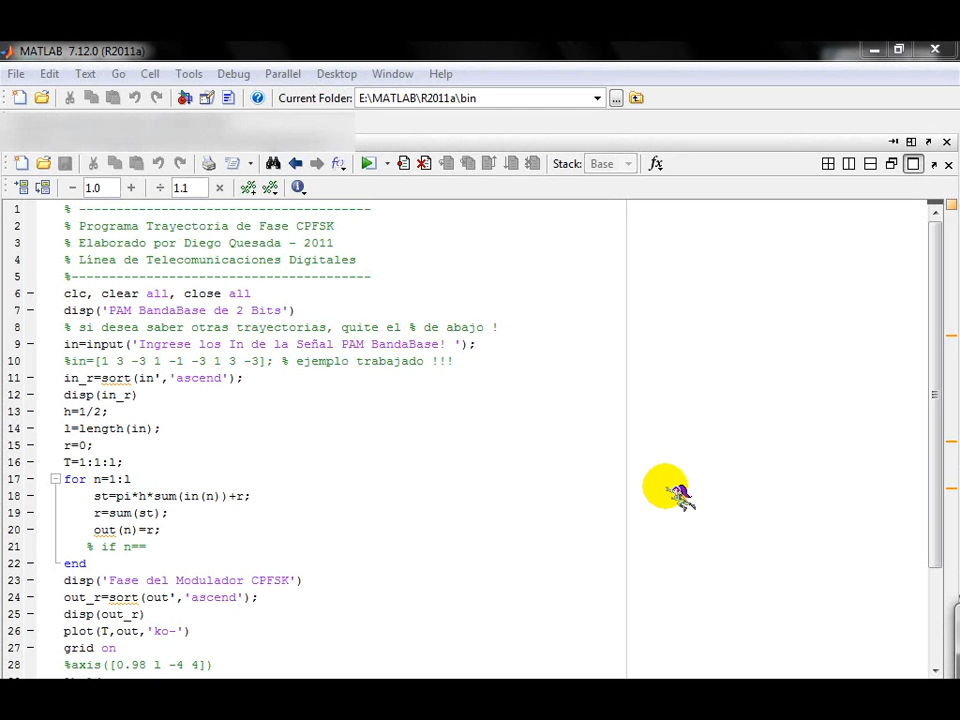 MATLAB 7.12.0 (R2011a)
File Edit Text Go Cell Tools Debug Parallel Desktop Window Help
Current Folder: E:\MATLAB\R2011a\bin
Stack: Base
1.0 1.1
1 % ---------------------------------------
2 % Programa Trayectoria de Fase CPFSK
3 % Elaborado por Diego Quesada - 2011
4 % Línea de Telecomunicaciones Digitales
5 %----------------------------------------
6 clc, clear all, close all
7 disp('PAM BandaBase de 2 Bits')
8 % si desea saber otras trayectorias, quite el % de abajo !
9 in=input('Ingrese los In de la Señal PAM BandaBase! ');
10 %in=[1 3 -3 1 -1 -3 1 3 -3]; % ejemplo trabajado !!!
11 in_r=sort(in','ascend');
12 disp(in_r)
13 h=1/2;
14 l=length(in);
15 r=0;
16 T=1:1:l;
17 for n=1:l
18 st=pi*h*sum(in(n))+r;
19 r=sum(st);
20 out(n)=r;
21 % if n==
22 end
23 disp('Fase del Modulador CPFSK')
24 out_r=sort(out','ascend');
25 disp(out_r)
26 plot(T,out,'ko-')
27 grid on
28 %axis([0.98 l -4 4])